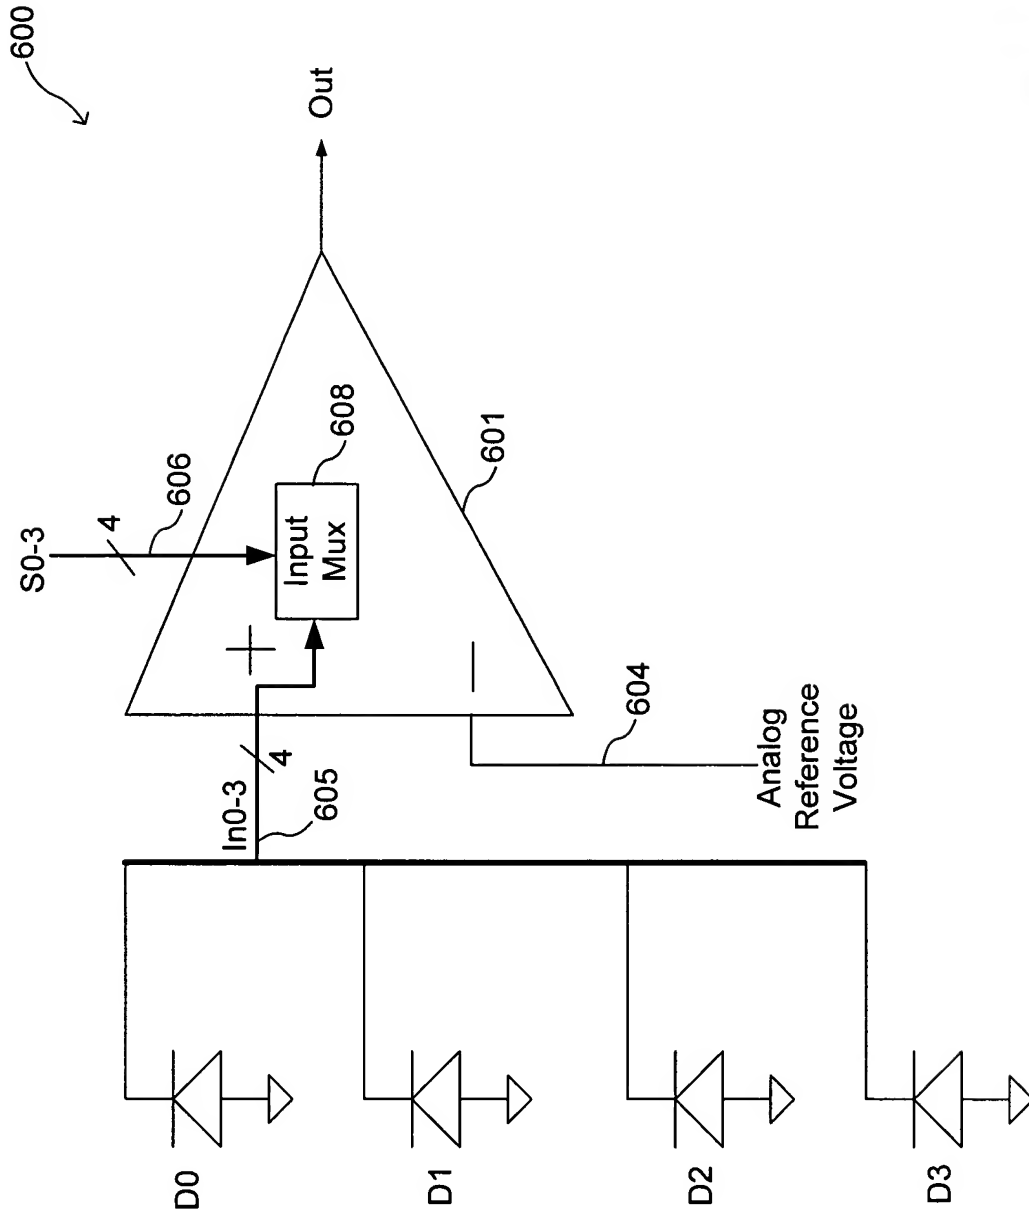 600
S0-3
4
606
Out
Input
Mux
608
+
In0-3
4
605
−
601
604
Analog
Reference
Voltage
D0
D1
D2
D3